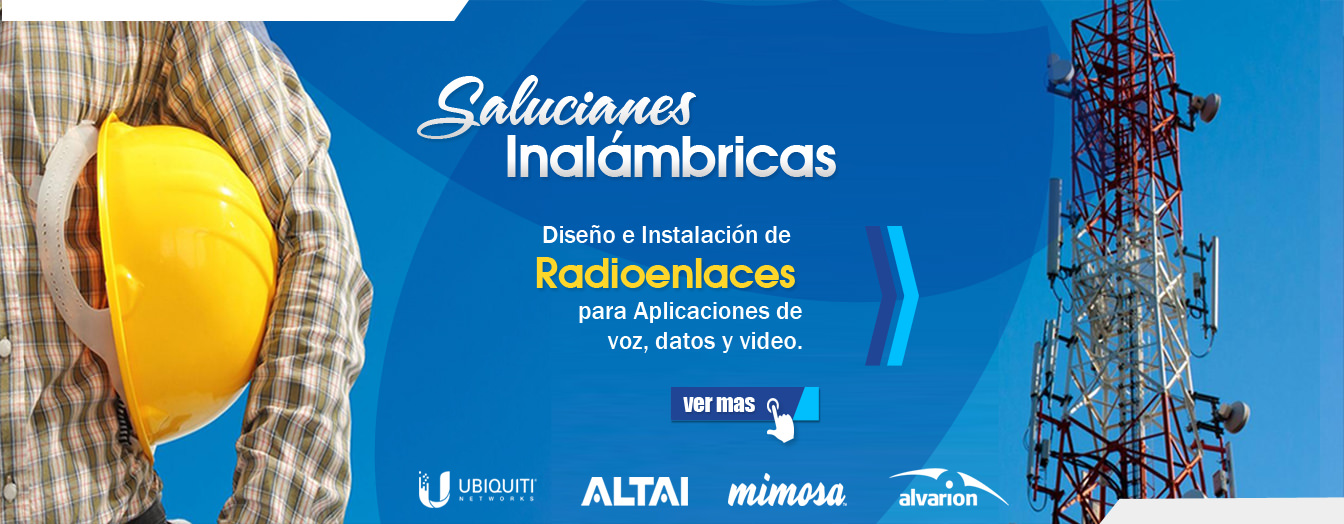 Salucianes
Inalámbricas
Diseño e Instalación de
Radioenlaces
para Aplicaciones de
voz, datos y video.
ver mas
UBIQUITI
NETWORKS
ALTAI
mimosa
alvarion